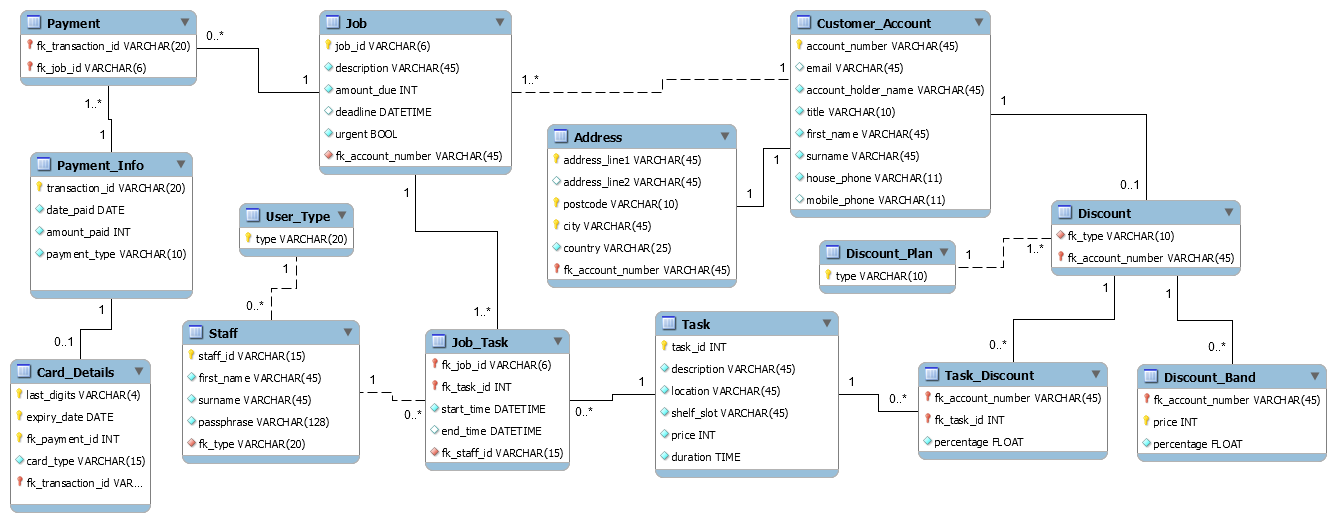 Payment
fk_transaction_id VARCHAR(20)
fk_job_id VARCHAR(6)
0..*
1
Job
job_id VARCHAR(6)
description VARCHAR(45)
amount_due INT
deadline DATETIME
urgent BOOL
fk_account_number VARCHAR(45)
1..*
1
Customer_Account
account_number VARCHAR(45)
email VARCHAR(45)
account_holder_name VARCHAR(45)
title VARCHAR(10)
first_name VARCHAR(45)
surname VARCHAR(45)
house_phone VARCHAR(11)
mobile_phone VARCHAR(11)
1
0..1
1..*
1
Payment_Info
transaction_id VARCHAR(20)
date_paid DATE
amount_paid INT
payment_type VARCHAR(10)
Address
address_line1 VARCHAR(45)
address_line2 VARCHAR(45)
postcode VARCHAR(10)
city VARCHAR(45)
country VARCHAR(25)
fk_account_number VARCHAR(45)
1
1
User_Type
type VARCHAR(20)
1
0..*
1
1..*
Discount
fk_type VARCHAR(10)
fk_account_number VARCHAR(45)
Discount_Plan
type VARCHAR(10)
1
1..*
1
0..1
Card_Details
last_digits VARCHAR(4)
expiry_date DATE
fk_payment_id INT
card_type VARCHAR(15)
fk_transaction_id VAR...
Staff
staff_id VARCHAR(15)
first_name VARCHAR(45)
surname VARCHAR(45)
passphrase VARCHAR(128)
fk_type VARCHAR(20)
1
0..*
Job_Task
fk_job_id VARCHAR(6)
fk_task_id INT
start_time DATETIME
end_time DATETIME
fk_staff_id VARCHAR(15)
0..*
1
Task
task_id INT
description VARCHAR(45)
location VARCHAR(45)
shelf_slot VARCHAR(45)
price INT
duration TIME
1
0..*
1
0..*
Task_Discount
fk_account_number VARCHAR(45)
fk_task_id INT
percentage FLOAT
1
0..*
Discount_Band
fk_account_number VARCHAR(45)
price INT
percentage FLOAT